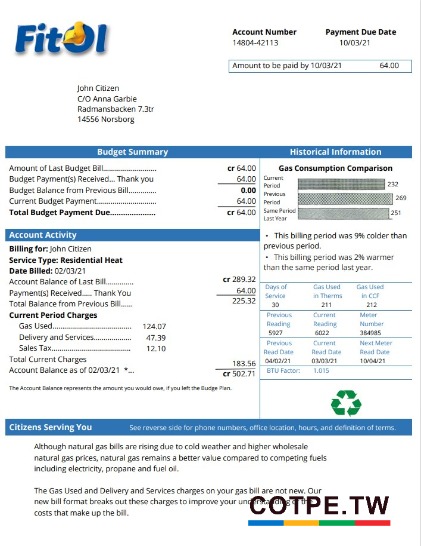 FitOl
Account Number Payment Due Date
14804-42113 10/03/21
Amount to be paid by 10/03/21 64.00
John Citizen
C/O Anna Garbie
Radmansbacken 7.3tr
14556 Norsborg
Budget Summary
Amount of Last Budget Bill............................ cr 64.00
Budget Payment(s) Received.... Thank you 64.00
Budget Balance from Previous Bill............ 0.00
Current Budget Payment...................... 64.00
Total Budget Payment Due.................. cr 64.00
Historical Information
Gas Consumption Comparison
Current Period 232
Previous Period 269
Same Period Last Year 251
• This billing period was 9% colder than
previous period.
• This billing period was 2% warmer
than the same period last year.
Account Activity
Billing for: John Citizen
Service Type: Residential Heat
Date Billed: 02/03/21
Account Balance of Last Bill............... cr 289.32
Payment(s) Received..... Thank You 64.00
Total Balance from Previous Bill...... 225.32
Current Period Charges
Gas Used............................ 124.07
Delivery and Services........... 47.39
Sales Tax............................ 12.10
Total Current Charges 183.56
Account Balance as of 02/03/21 *... cr 502.71
The Account Balance represents the amount you would owe, if you left the Budget Plan.
Days of Service Gas Used in Therms Gas Used in CCF
30 211 212
Previous Reading Current Reading Meter Number
5927 6022 384985
Previous Read Date Current Read Date Next Meter Read Date
04/02/21 03/03/21 10/04/21
BTU Factor: 1.015
Citizens Serving You See reverse side for phone numbers, office location, hours, and definition of terms.
Although natural gas bills are rising due to cold weather and higher wholesale
natural gas prices, natural gas remains a better value compared to competing fuels
including electricity, propane and fuel oil.
The Gas Used and Delivery and Services charges on your gas bill are not new. Our
new bill format breaks out these charges to improve your understanding of the
costs that make up the bill.
COTPE.TW